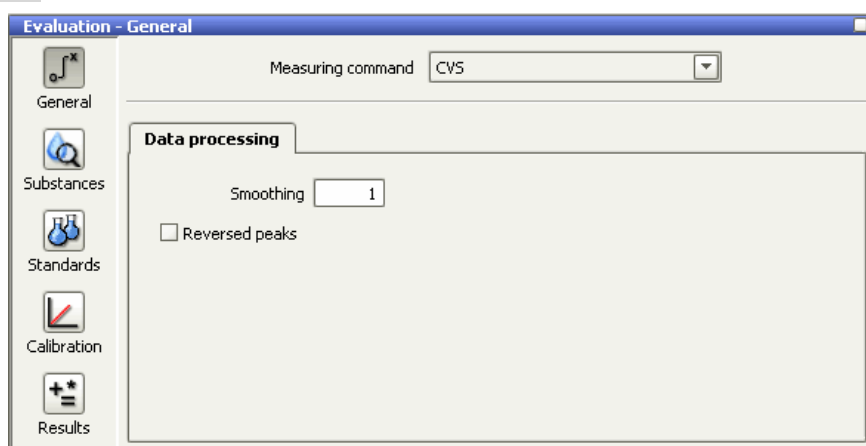 Evaluation - General
General
Substances
Standards
Calibration
Results
Measuring command CVS
Data processing
Smoothing 1
Reversed peaks